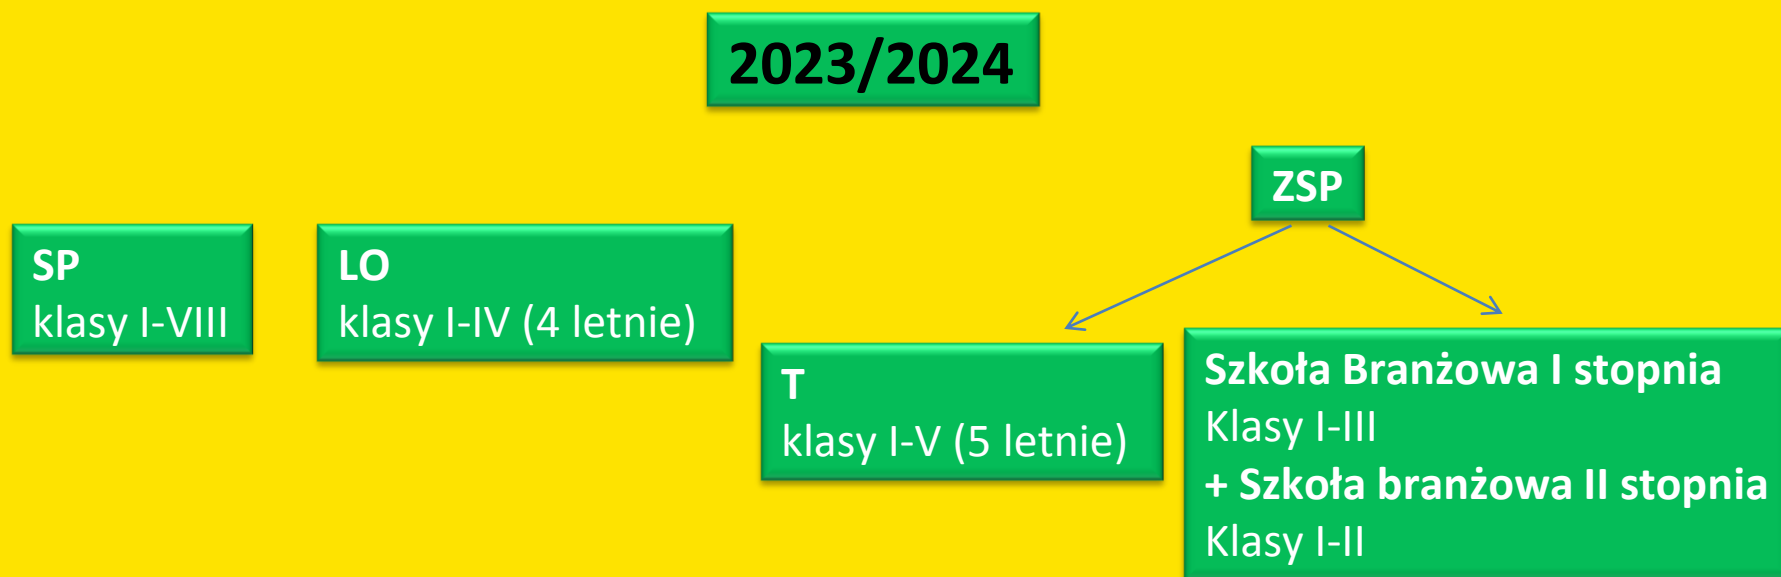 2023/2024
ZSP
SP
klasy I-VIII
LO
klasy I-IV (4 letnie)
T
klasy I-V (5 letnie)
Szkoła Branżowa I stopnia
Klasy I-III
+ Szkoła branżowa II stopnia
Klasy I-II